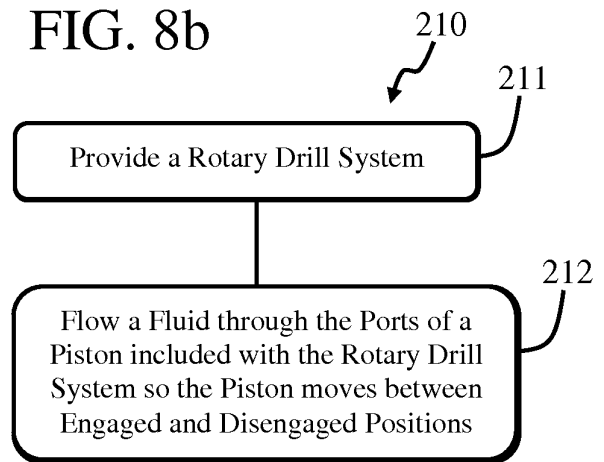 FIG. 8b
210
211
Provide a Rotary Drill System
212
Flow a Fluid through the Ports of a
Piston included with the Rotary Drill
System so the Piston moves between
Engaged and Disengaged Positions